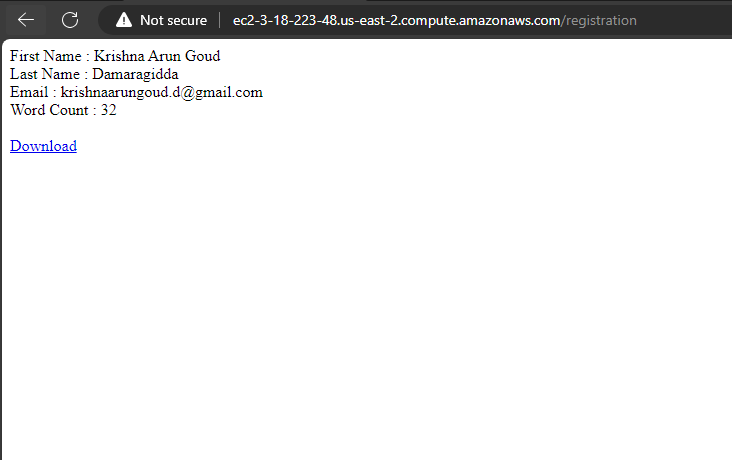 Not secure ec2-3-18-223-48.us-east-2.compute.amazonaws.com/registration
First Name : Krishna Arun Goud
Last Name : Damaragidda
Email : krishnaarungoud.d@gmail.com
Word Count : 32
Download